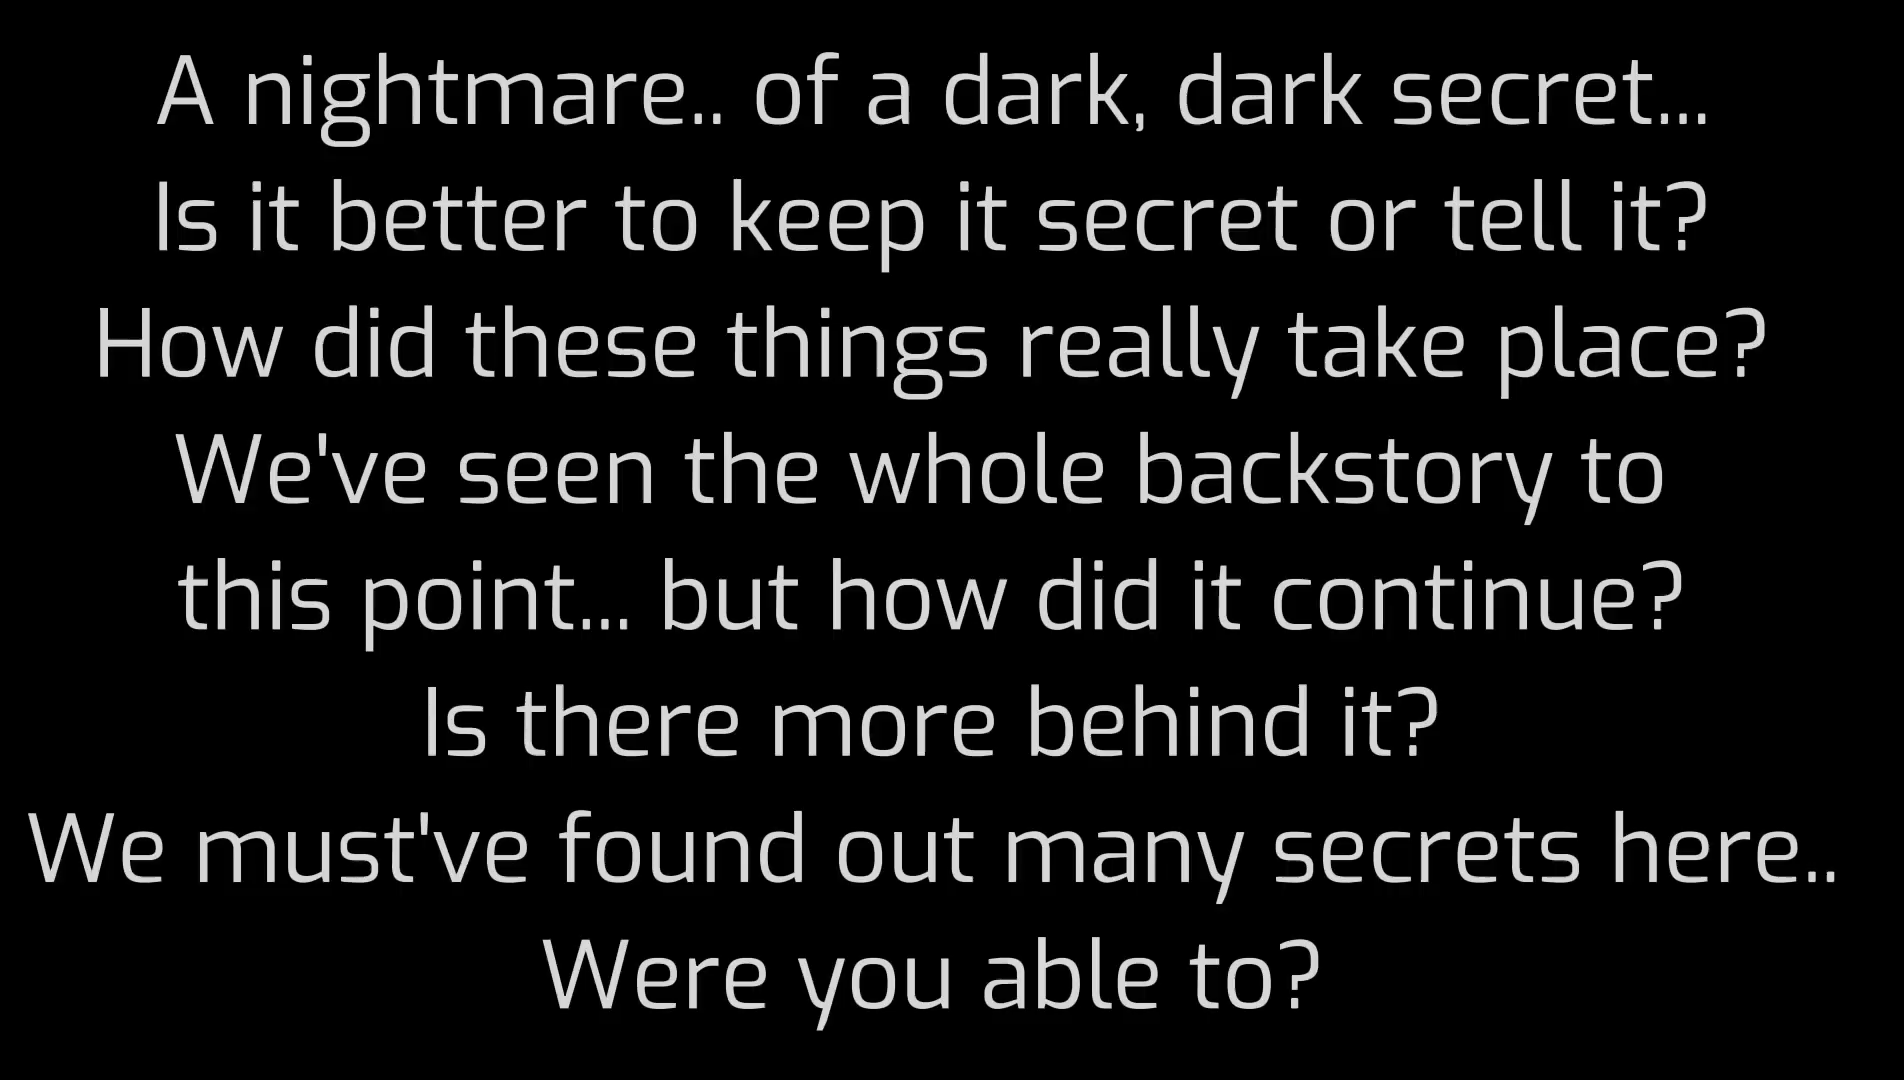 A nightmare.. of a dark, dark secret...
Is it better to keep it secret or tell it?
How did these things really take place?
We've seen the whole backstory to
this point... but how did it continue?
Is there more behind it?
We must've found out many secrets here..
Were you able to?